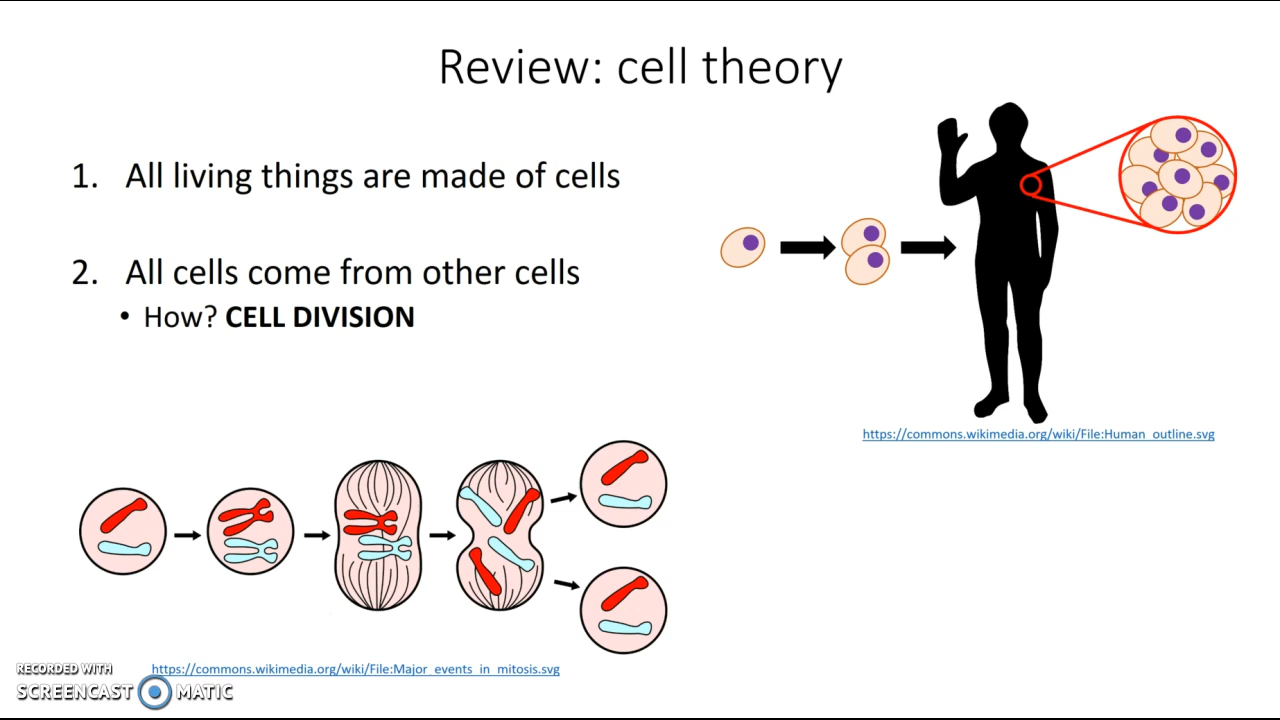 Review: cell theory
1. All living things are made of cells
2. All cells come from other cells
• How? CELL DIVISION
https://commons.wikimedia.org/wiki/File:Human_outline.svg
https://commons.wikimedia.org/wiki/File:Major_events_in_mitosis.svg
RECORDED WITH
SCREENCAST MATIC